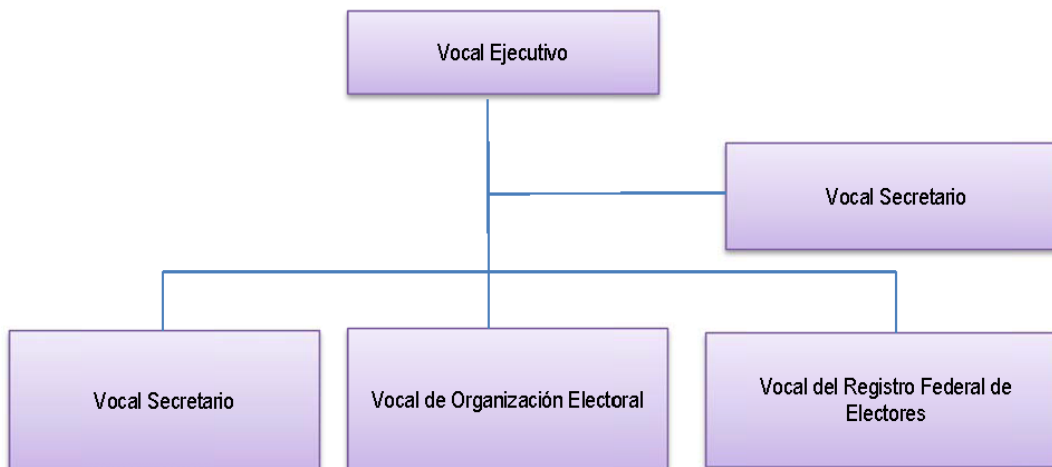 Vocal Ejecutivo
Vocal Secretario
Vocal Secretario
Vocal de Organización Electoral
Vocal del Registro Federal de
Electores